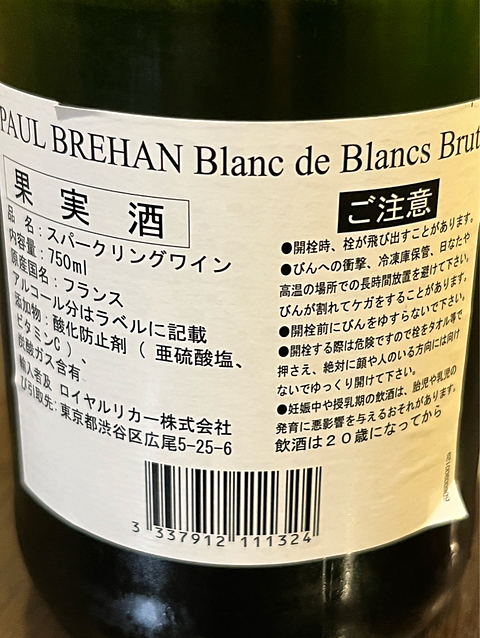 PAUL BREHAN Blanc de Blancs Brut
果実酒
品 名：スパークリングワイン
内容量：750ml
原産国名：フランス
アルコール分はラベルに記載
添加物：酸化防止剤（亜硫酸塩、
ビタミンC）、
炭酸ガス含有
輸入者及 ロイヤルリカー株式会社
び引取先：東京都渋谷区広尾5-25-6
ご注意
●開栓時、栓が飛び出すことがあります。
●びんへの衝撃、冷凍庫保管、日なたや
高温の場所での長時間放置を避けて下さい。
びんが割れてケガをすることがあります。
●開栓前にびんをゆすらないで下さい。
●開栓する際は危険ですので栓をタオル等で
押さえ、絶対に顔や人のいる方向には向け
ないでゆっくり開けて下さい。
●妊娠中や授乳期の飲酒は、胎児や乳児の
発育に悪影響を与えるおそれがあります。
飲酒は２０歳になってから
3 337912 111324